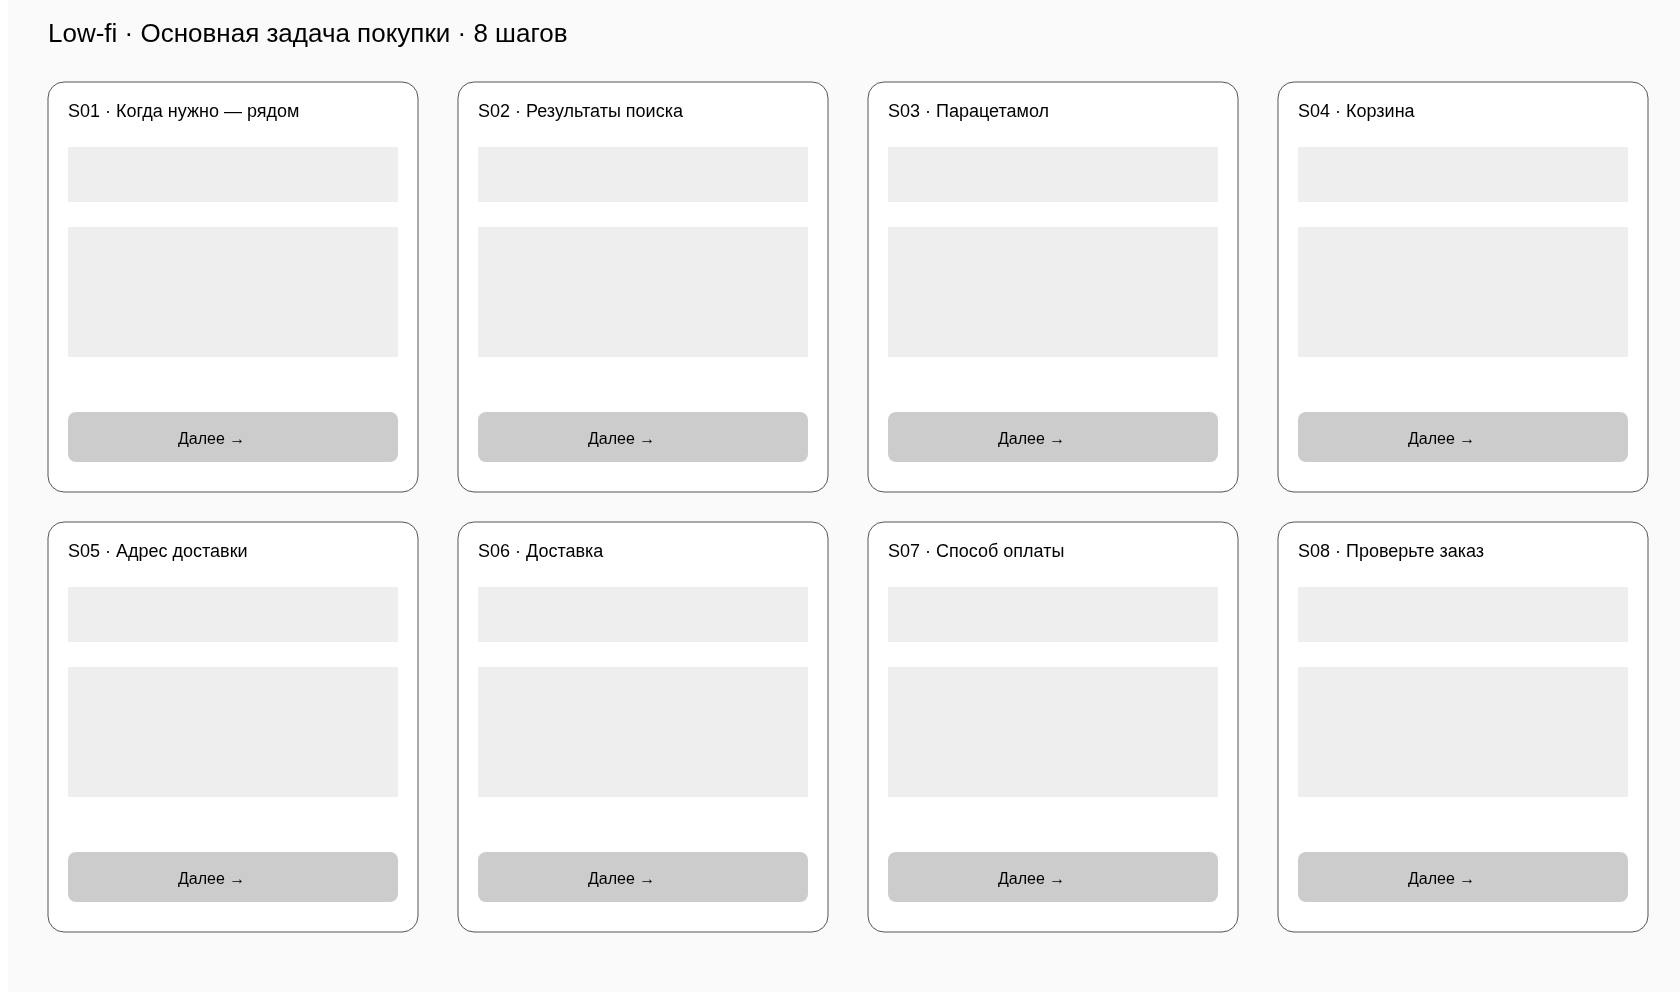 Low-fi · Основная задача покупки · 8 шагов
S01 · Когда нужно — рядом
Далее →
S02 · Результаты поиска
Далее →
S03 · Парацетамол
Далее →
S04 · Корзина
Далее →
S05 · Адрес доставки
Далее →
S06 · Доставка
Далее →
S07 · Способ оплаты
Далее →
S08 · Проверьте заказ
Далее →